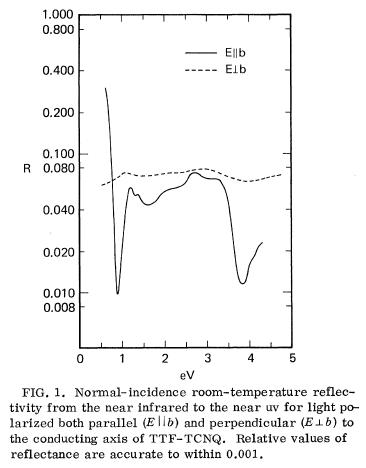 1.000
0.800
E||b
E⊥b
0.400
0.200
0.100
R 0.080
0.040
0.020
0.010
0.008
0 1 2 3 4 5
eV
FIG. 1. Normal-incidence room-temperature reflec-
tivity from the near infrared to the near uv for light po-
larized both parallel (E||b) and perpendicular (E⊥b) to
the conducting axis of TTF-TCNQ. Relative values of
reflectance are accurate to within 0.001.